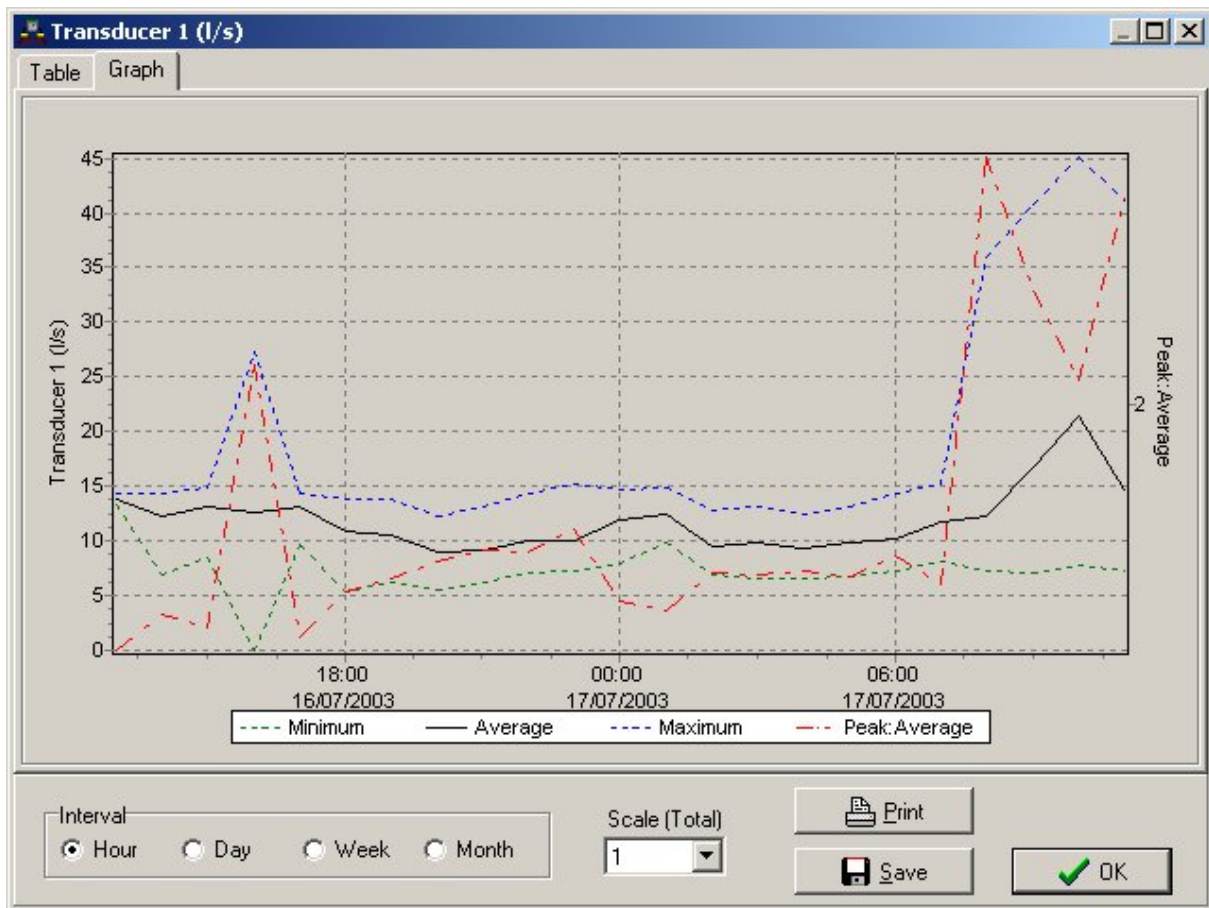 Transducer 1 (l/s)
Table Graph
45
40
35
30
25
20
15
10
5
0
Transducer 1 (l/s)
2
Peak:Average
18:00 00:00 06:00
16/07/2003 17/07/2003 17/07/2003
Minimum Average Maximum Peak:Average
Interval
Hour Day Week Month
Scale (Total)
1
Print
Save
OK